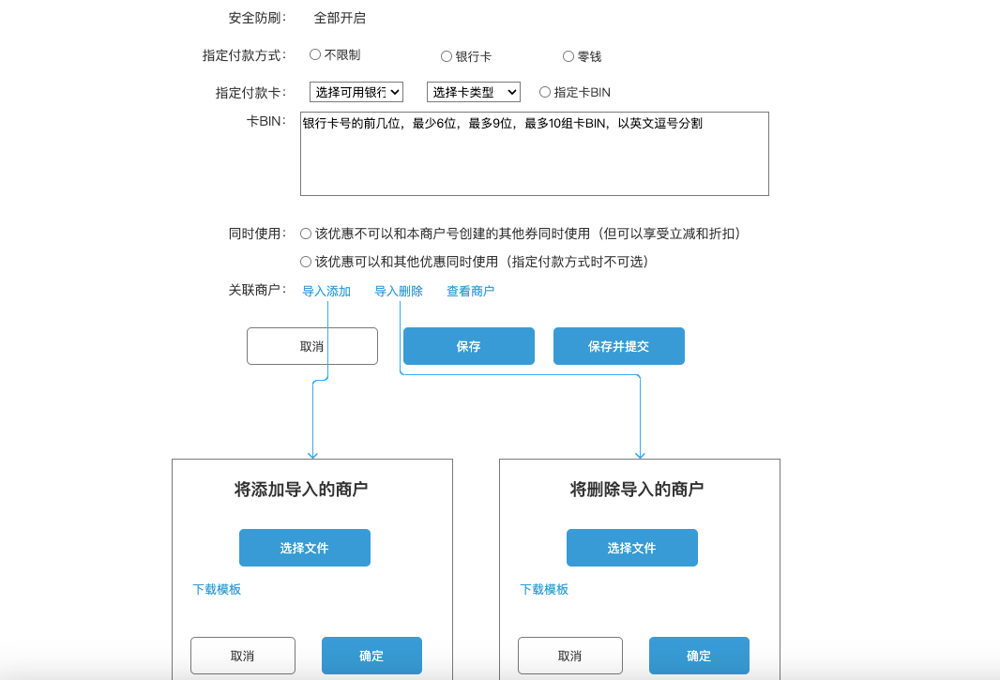 安全防刷： 全部开启
指定付款方式： 不限制 银行卡 零钱
指定付款卡： 选择可用银行 选择卡类型 指定卡BIN
卡BIN： 银行卡号的前几位，最少6位，最多9位，最多10组卡BIN，以英文逗号分割
同时使用： 该优惠不可以和本商户号创建的其他券同时使用（但可以享受立减和折扣）
该优惠可以和其他优惠同时使用（指定付款方式时不可选）
关联商户： 导入添加 导入删除 查看商户
取消 保存 保存并提交
将添加导入的商户 将删除导入的商户
选择文件 选择文件
下载模板 下载模板
取消 确定 取消 确定